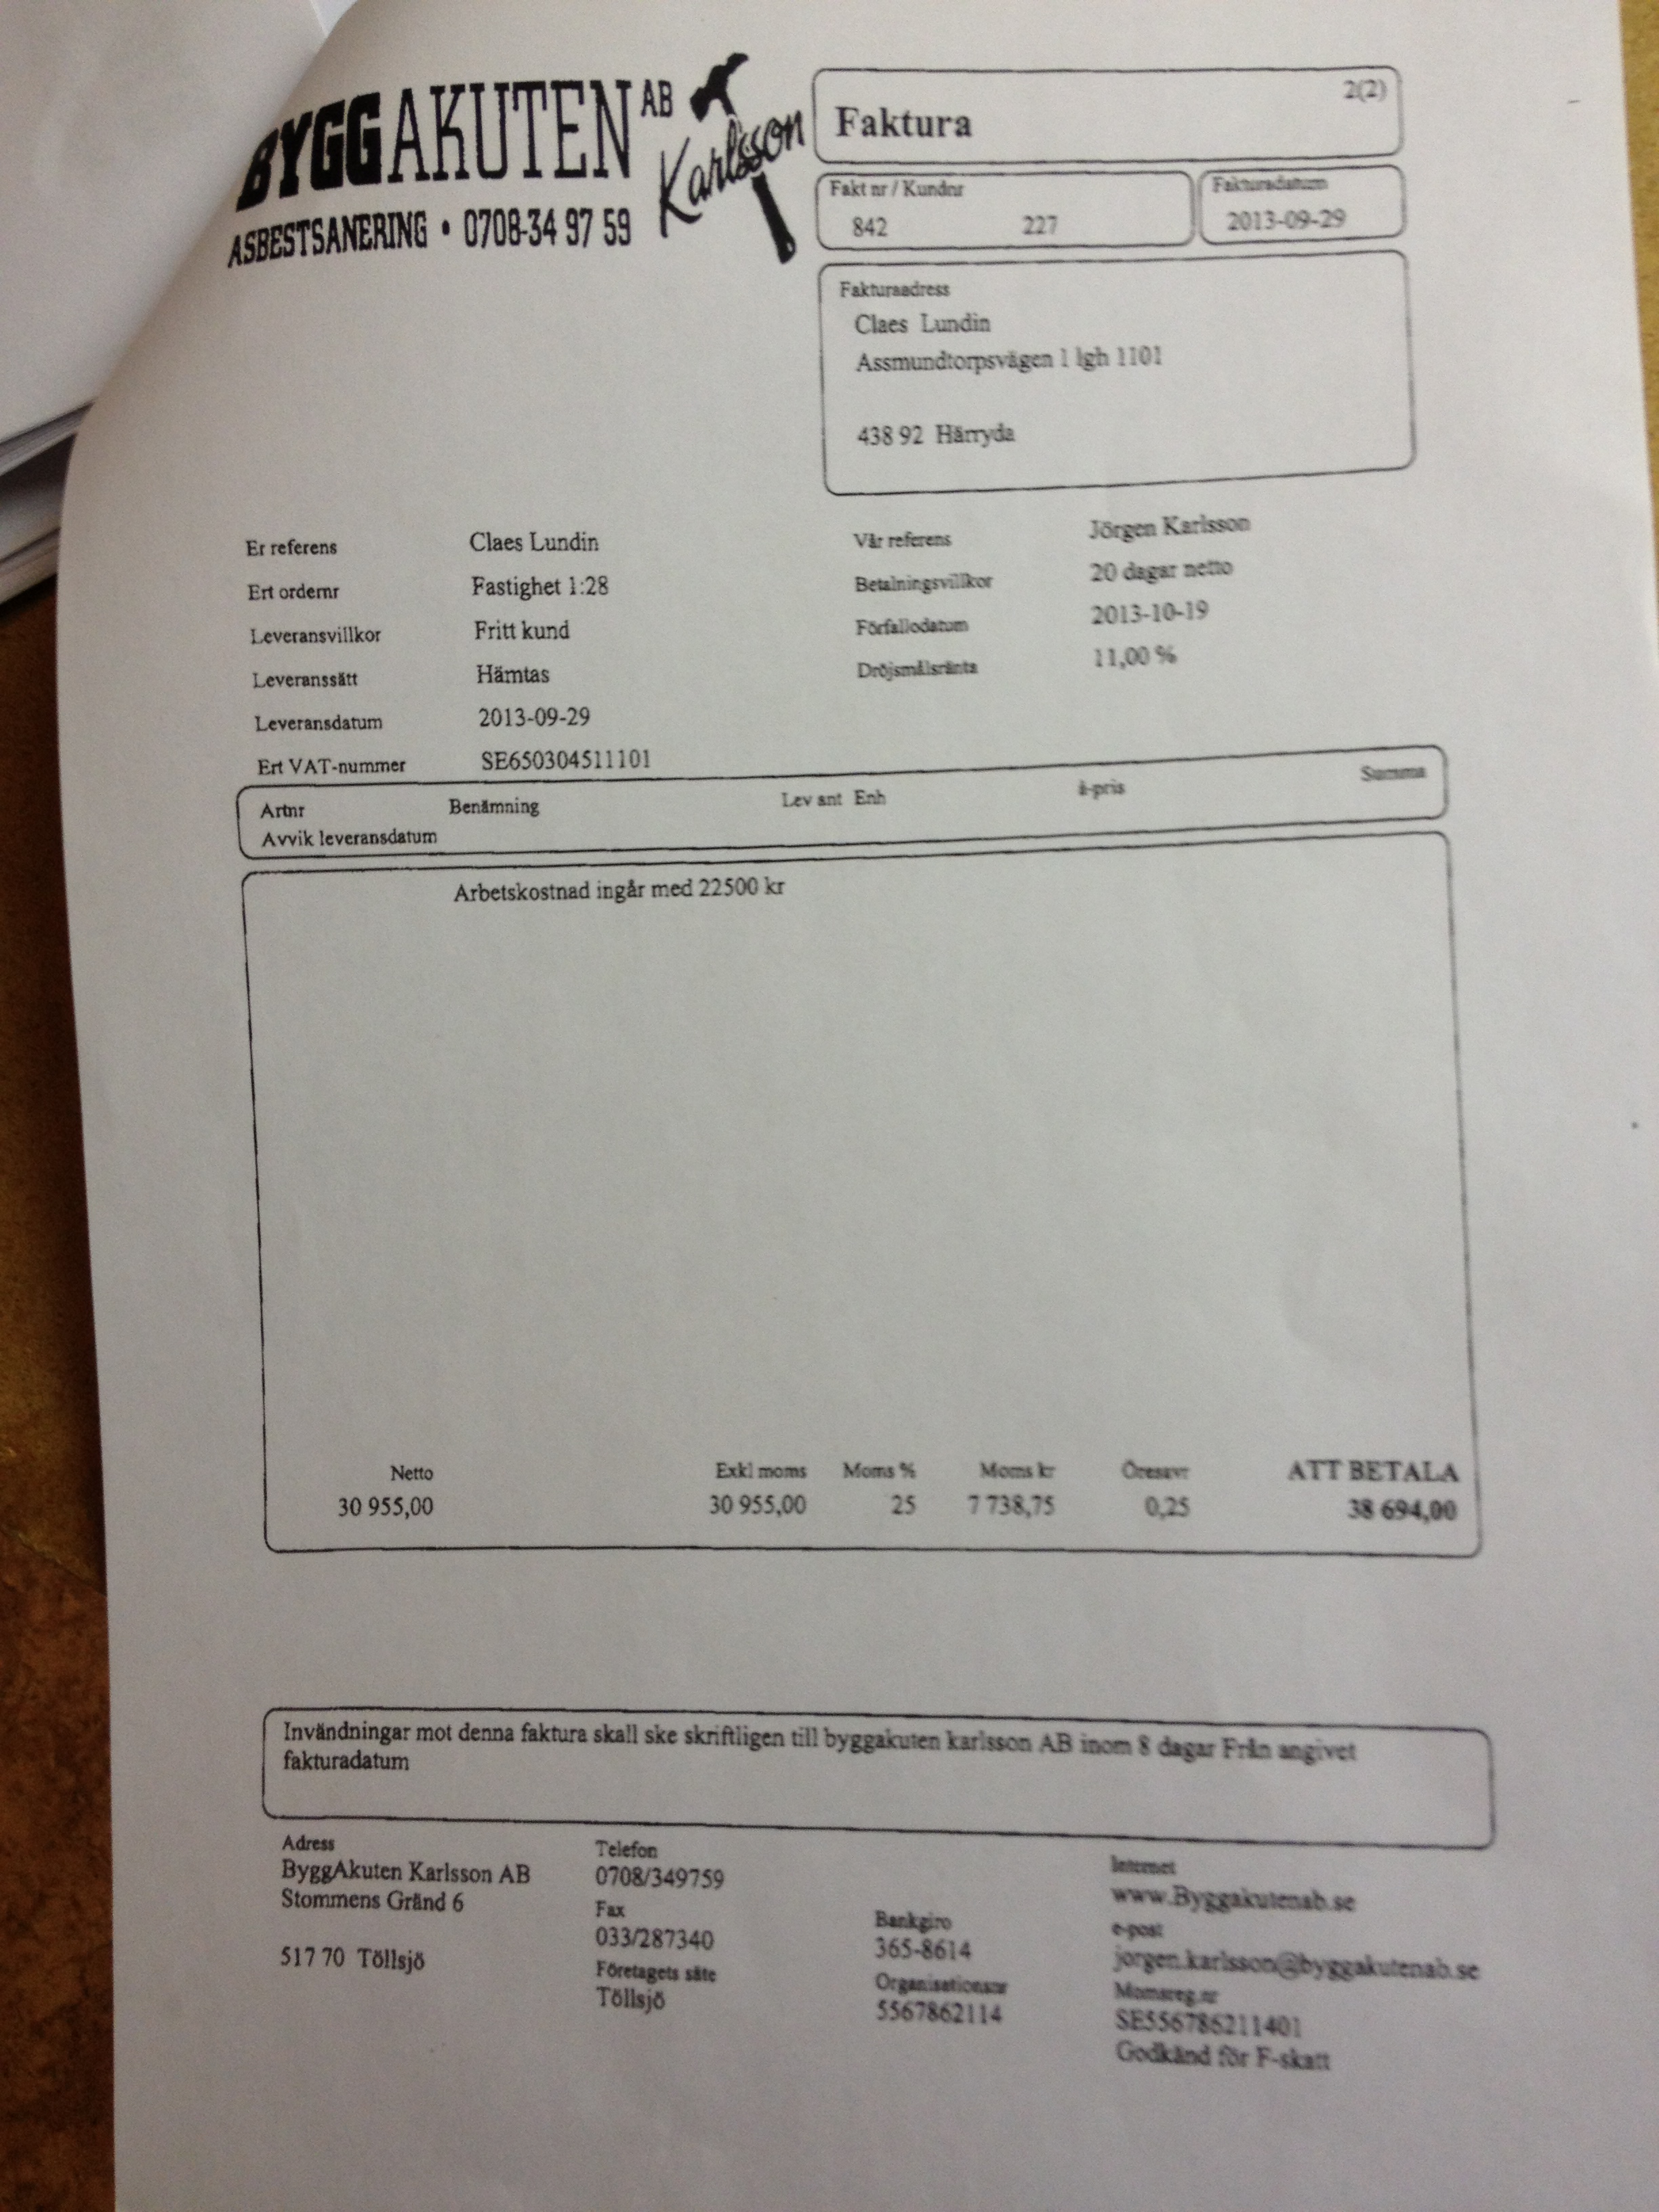 BYGGAKUTEN AB
Karlsson
ASBESTSANERING • 0708-34 97 59
2(2)
Faktura
Fakt nr / Kundnr
842 227
Fakturadatum
2013-09-29
Fakturaadress
Claes Lundin
Assmundtorpsvägen 1 lgh 1101
438 92 Härryda
Er referens Claes Lundin
Ert ordernr Fastighet 1:28
Leveransvillkor Fritt kund
Leveranssätt Hämtas
Leveransdatum 2013-09-29
Ert VAT-nummer SE650304511101
Vår referens Jörgen Karlsson
Betalningsvillkor 20 dagar netto
Förfallodatum 2013-10-19
Dröjsmålsränta 11,00 %
Artnr Benämning Lev ant Enh à-pris Summa
Avvik leveransdatum
Arbetskostnad ingår med 22500 kr
Netto Exkl moms Moms % Moms kr Öresavr ATT BETALA
30 955,00 30 955,00 25 7 738,75 0,25 38 694,00
Invändningar mot denna faktura skall ske skriftligen till byggakuten karlsson AB inom 8 dagar Från angivet
fakturadatum
Adress
ByggAkuten Karlsson AB
Stommens Gränd 6
517 70 Töllsjö
Telefon
0708/349759
Fax
033/287340
Företagets säte
Töllsjö
Bankgiro
365-8614
Organisationsnr
5567862114
Internet
www.Byggakutenab.se
e-post
jorgen.karlsson@byggakutenab.se
Momsreg.nr
SE556786211401
Godkänd för F-skatt